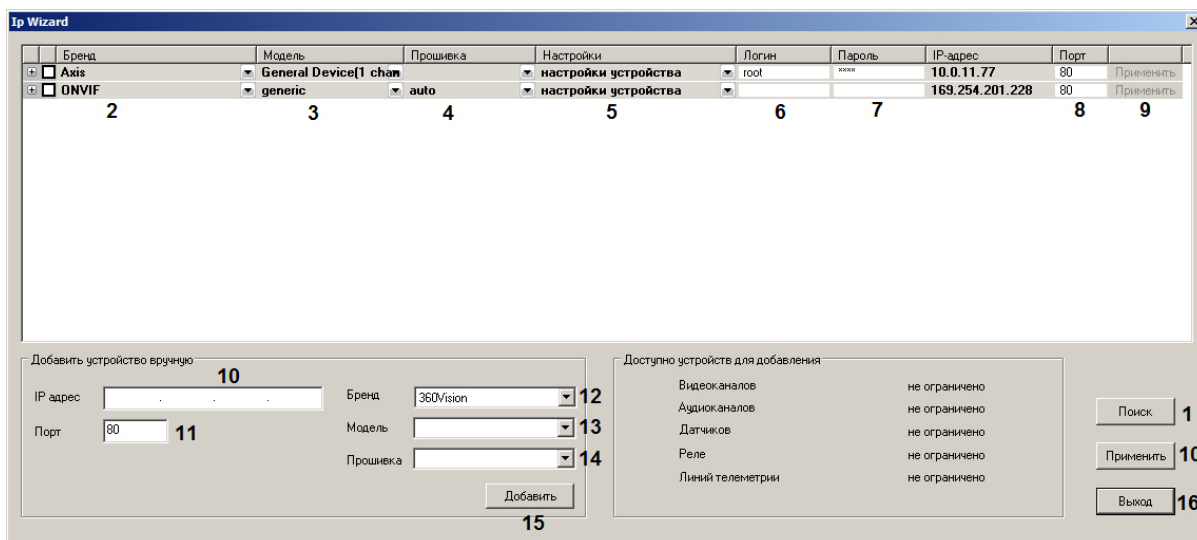 Ip Wizard
Бренд Модель Прошивка Настройки Логин Пароль IP-адрес Порт
Axis General Device(1 chan настройки устройства root **** 10.0.11.77 80 Применить
ONVIF generic auto настройки устройства 169.254.201.228 80 Применить
2 3 4 5 6 7 8 9
Добавить устройство вручную
10
IP адрес . . .
Порт 80 11
Бренд 360Vision 12
Модель 13
Прошивка 14
Добавить
15
Доступно устройств для добавления
Видеоканалов не ограничено
Аудиоканалов не ограничено
Датчиков не ограничено
Реле не ограничено
Линий телеметрии не ограничено
Поиск 1
Применить 10
Выход 16